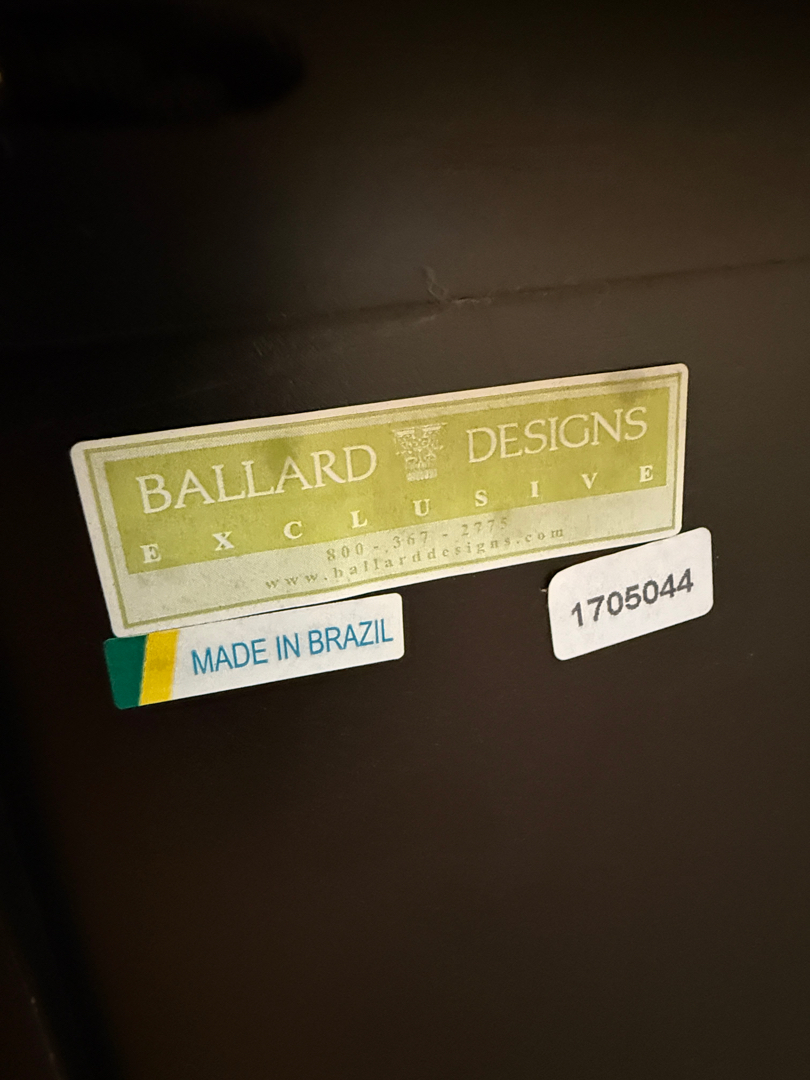 BALLARD DESIGNS
EXCLUSIVE
800-367-2775
www.ballarddesigns.com
1705044
MADE IN BRAZIL